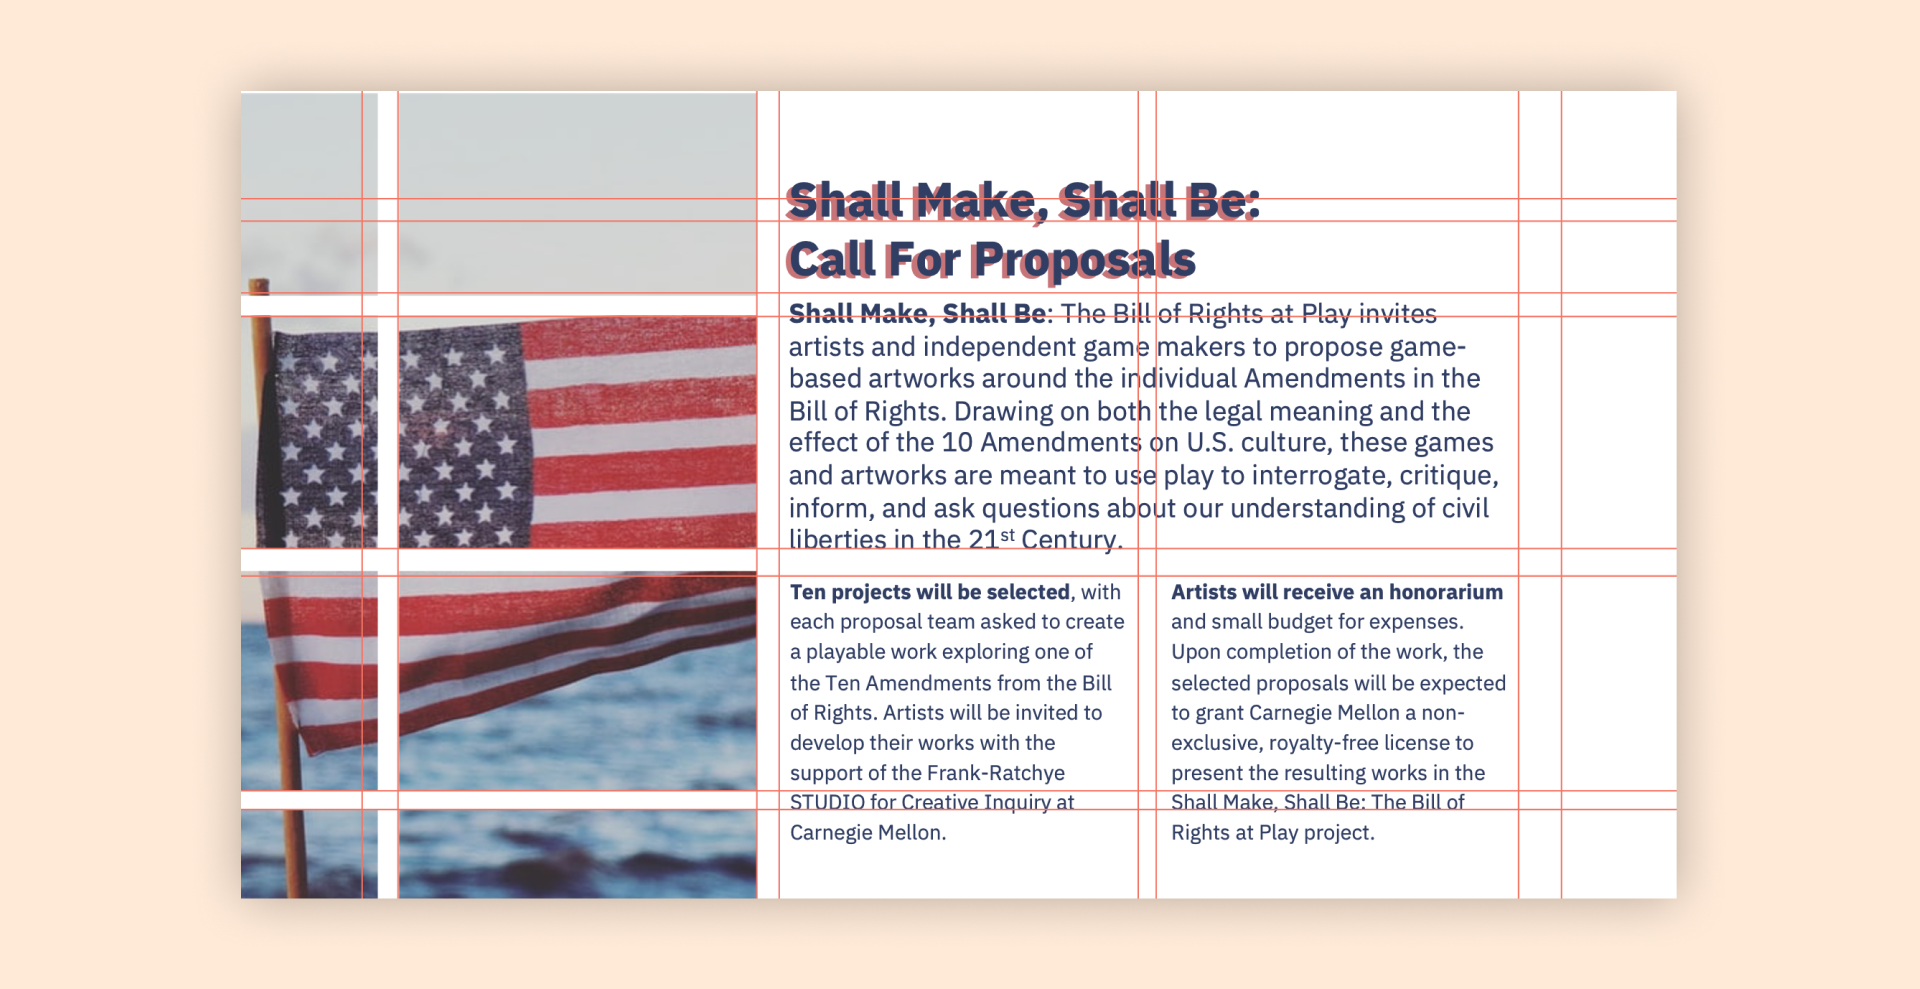 Shall Make, Shall Be:
Call For Proposals
Shall Make, Shall Be: The Bill of Rights at Play invites
artists and independent game makers to propose game-
based artworks around the individual Amendments in the
Bill of Rights. Drawing on both the legal meaning and the
effect of the 10 Amendments on U.S. culture, these games
and artworks are meant to use play to interrogate, critique,
inform, and ask questions about our understanding of civil
liberties in the 21st Century.
Ten projects will be selected, with
each proposal team asked to create
a playable work exploring one of
the Ten Amendments from the Bill
of Rights. Artists will be invited to
develop their works with the
support of the Frank-Ratchye
STUDIO for Creative Inquiry at
Carnegie Mellon.
Artists will receive an honorarium
and small budget for expenses.
Upon completion of the work, the
selected proposals will be expected
to grant Carnegie Mellon a non-
exclusive, royalty-free license to
present the resulting works in the
Shall Make, Shall Be: The Bill of
Rights at Play project.